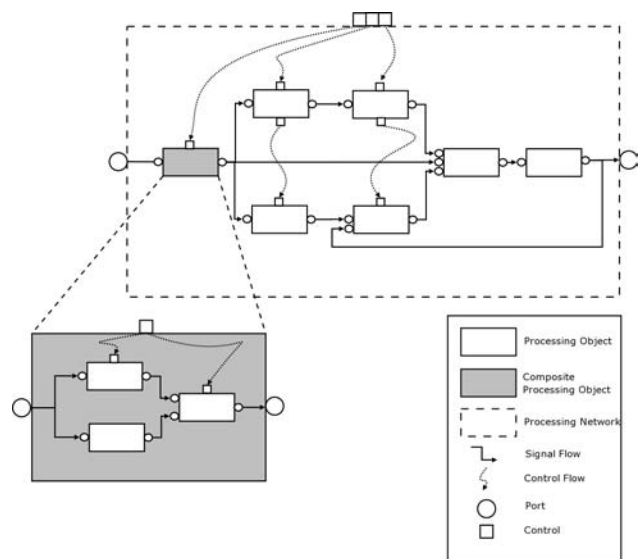 Processing Object
Composite
Processing Object
Processing Network
Signal Flow
Control Flow
Port
Control